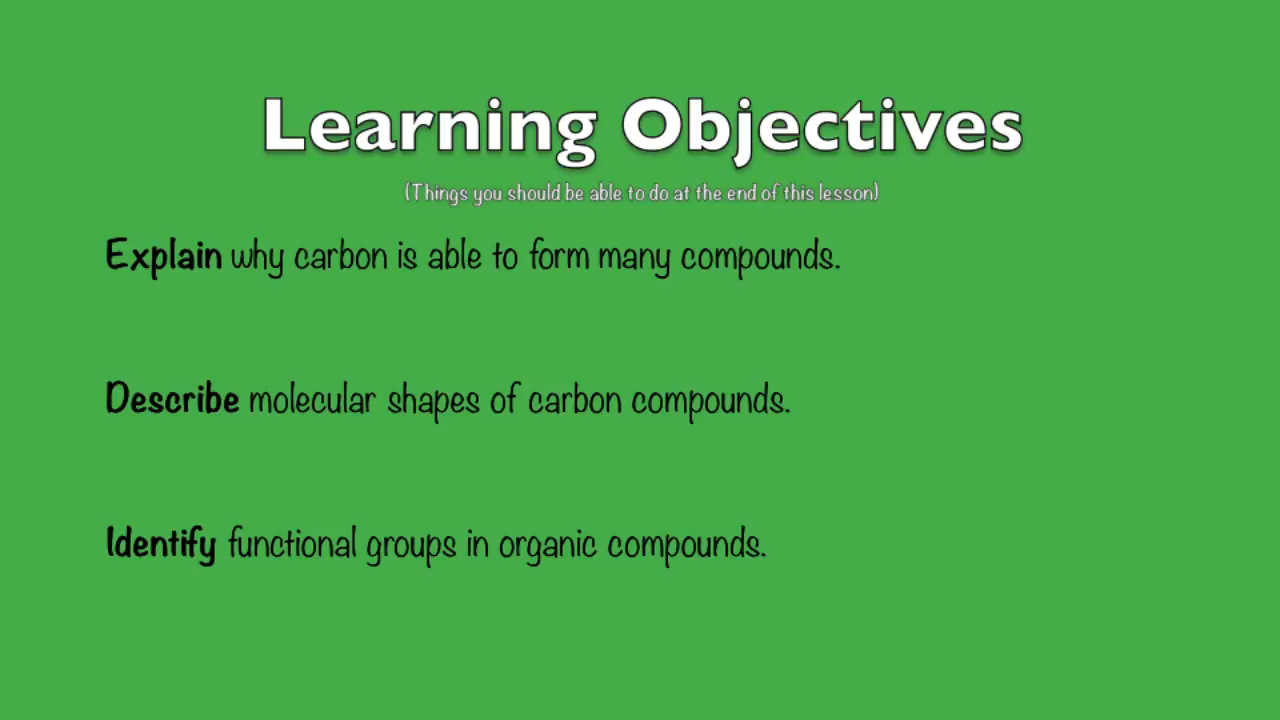 Learning Objectives
(Things you should be able to do at the end of this lesson)
Explain why carbon is able to form many compounds.
Describe molecular shapes of carbon compounds.
Identify functional groups in organic compounds.